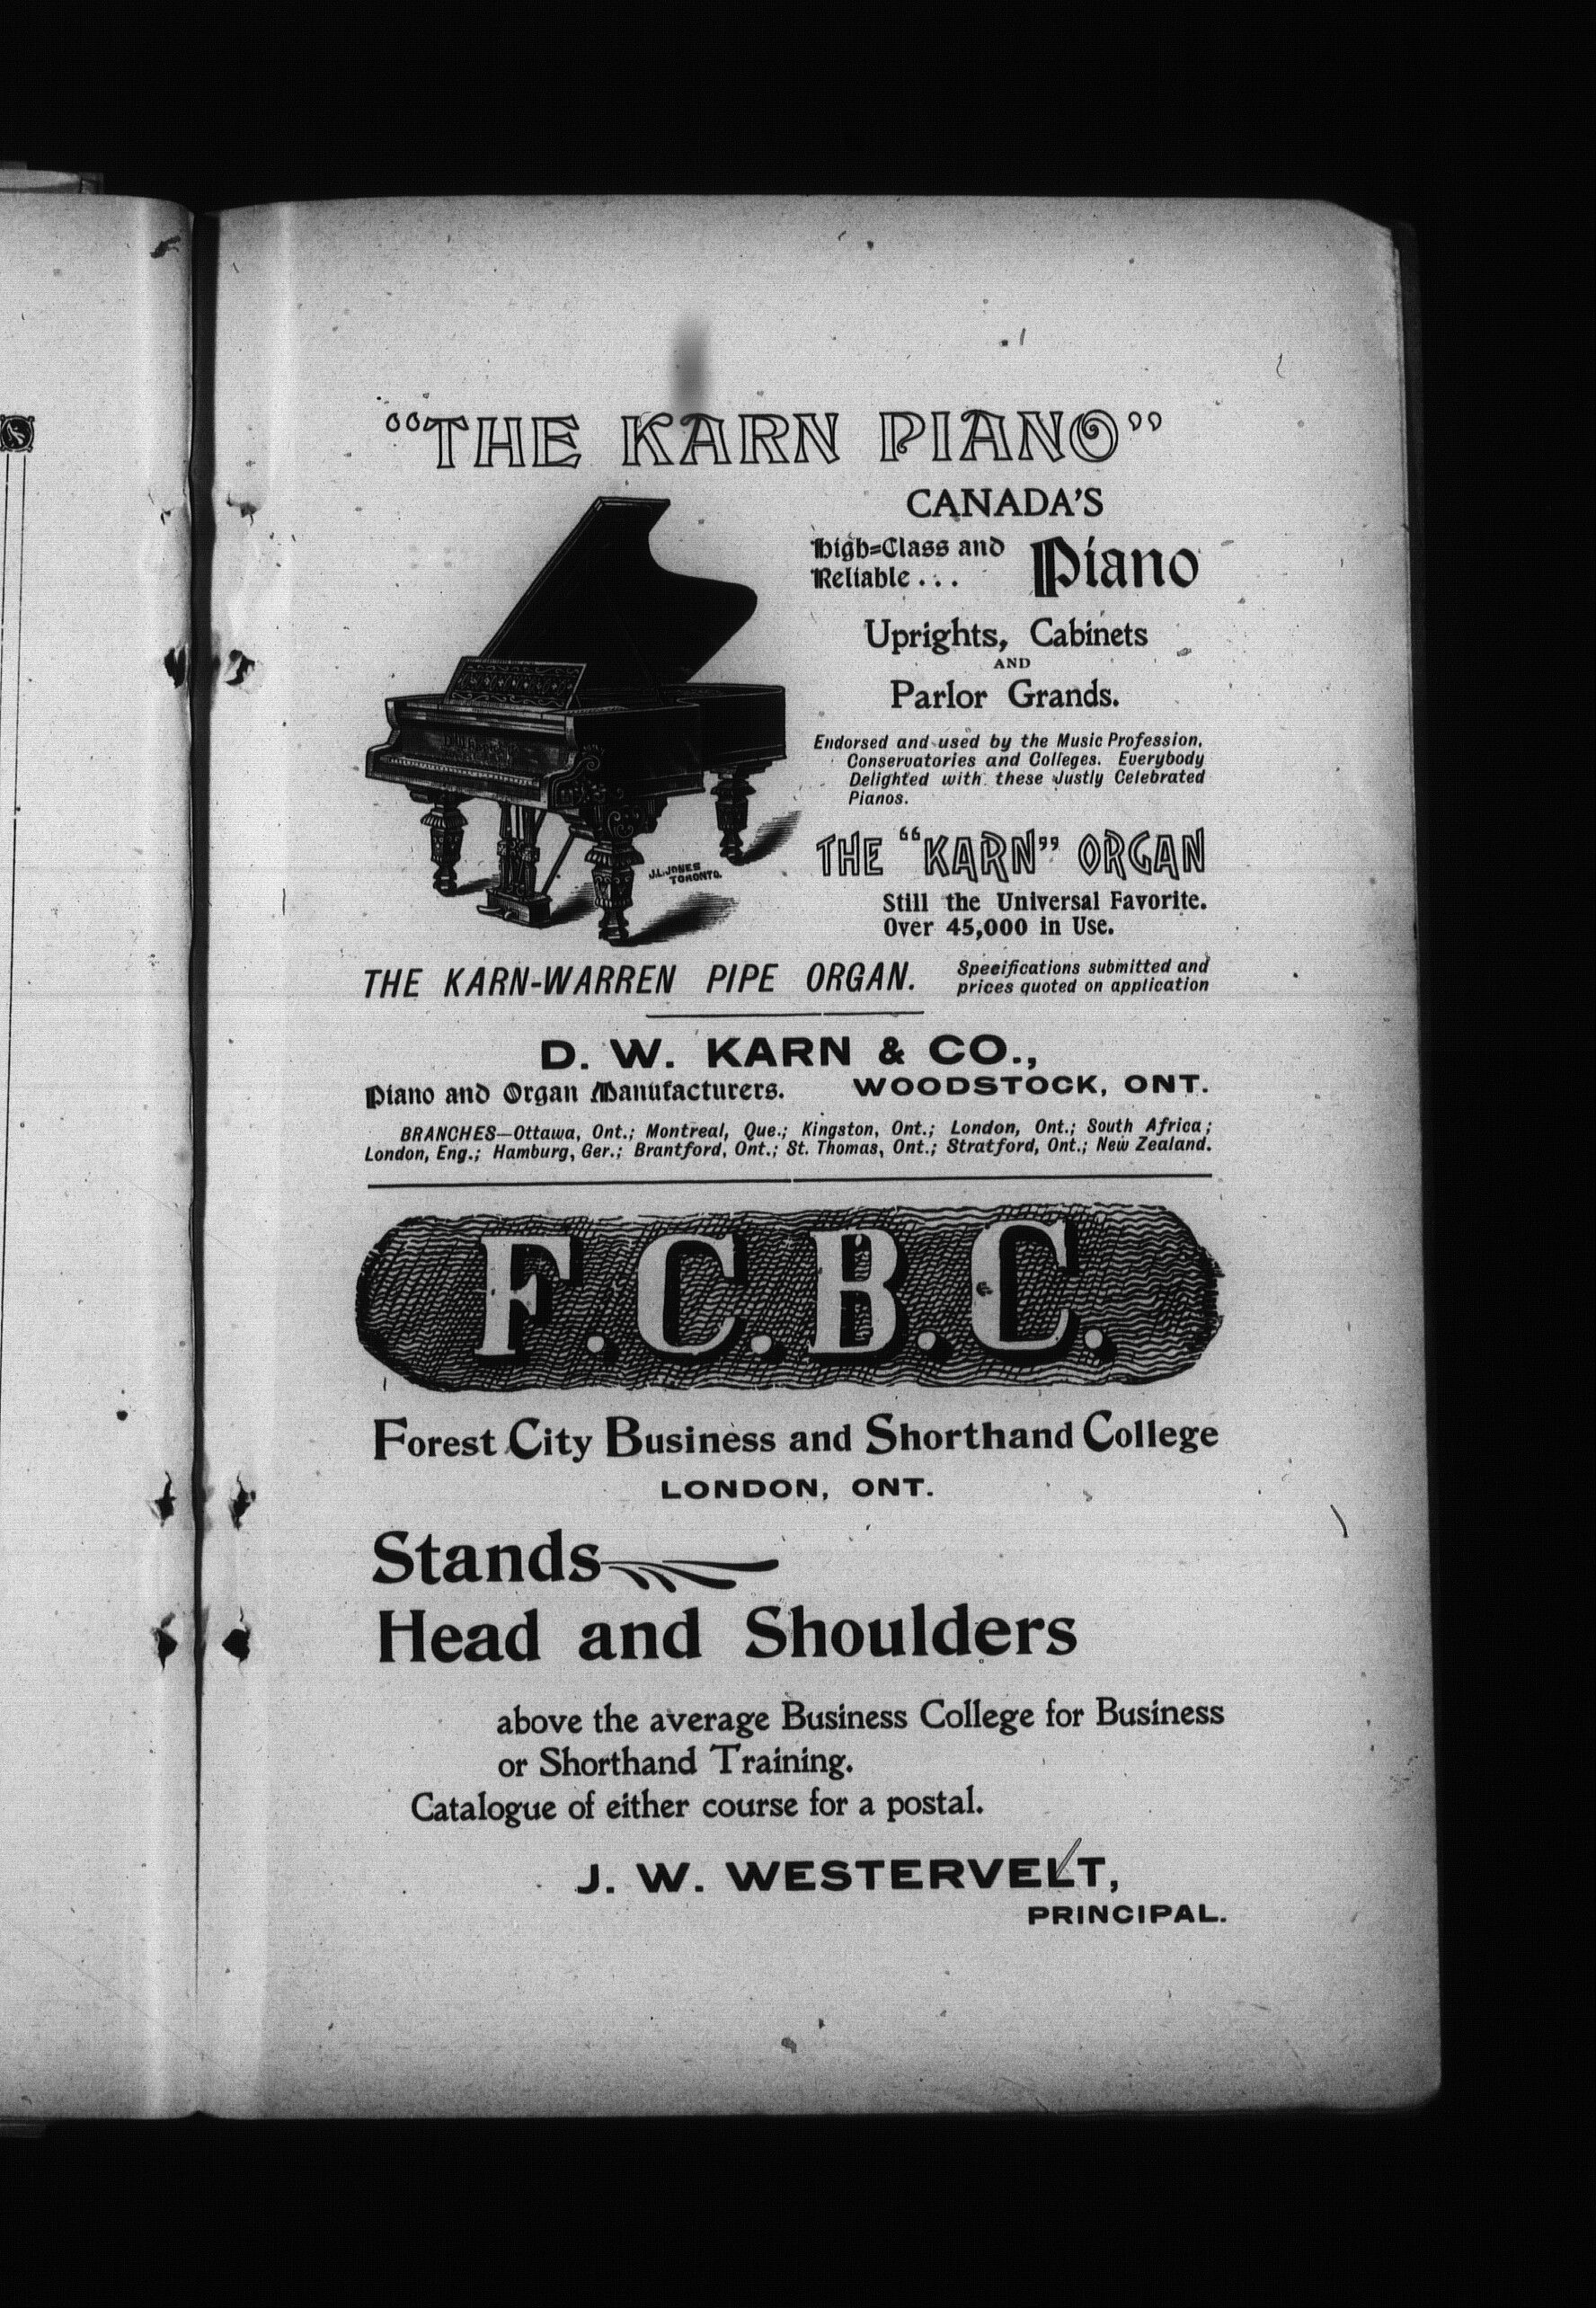 “THE KARN PIANO”
CANADA'S
High=Class and
Reliable . . .
Piano
Uprights, Cabinets
AND
Parlor Grands.
Endorsed and used by the Music Profession,
Conservatories and Colleges. Everybody
Delighted with these Justly Celebrated
Pianos.
J.L.JONES
TORONTO.
THE “KARN” ORGAN
Still the Universal Favorite.
Over 45,000 in Use.
THE KARN-WARREN PIPE ORGAN.
Specifications submitted and
prices quoted on application
D. W. KARN & CO.,
Piano and Organ Manufacturers.
WOODSTOCK, ONT.
BRANCHES—Ottawa, Ont.; Montreal, Que.; Kingston, Ont.; London, Ont.; South Africa;
London, Eng.; Hamburg, Ger.; Brantford, Ont.; St. Thomas, Ont.; Stratford, Ont.; New Zealand.
F.C.B.C.
Forest City Business and Shorthand College
LONDON, ONT.
Stands
Head and Shoulders
above the average Business College for Business
or Shorthand Training.
Catalogue of either course for a postal.
J. W. WESTERVELT,
PRINCIPAL.